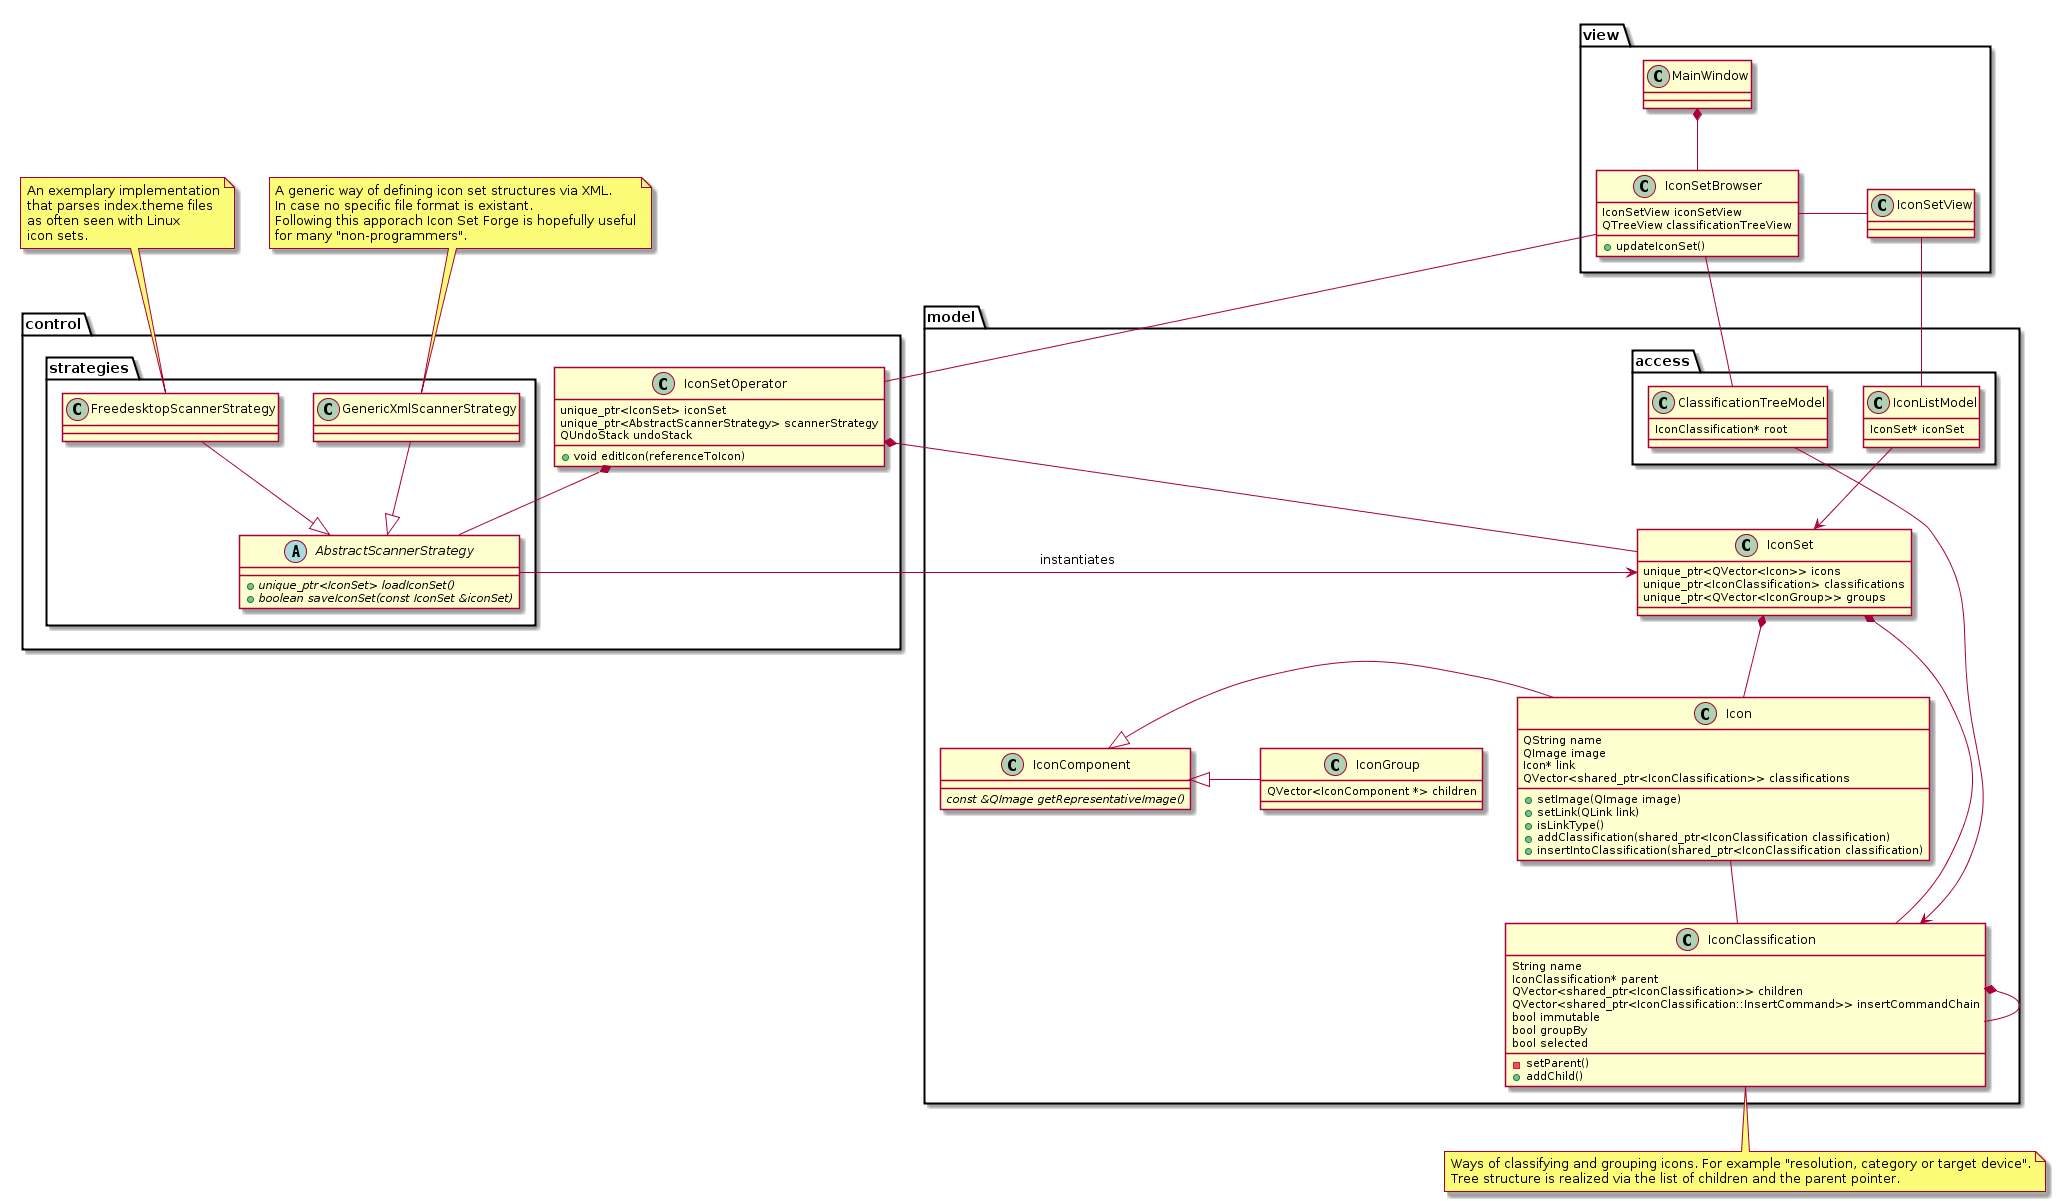 view
C MainWindow
C IconSetBrowser
IconSetView iconSetView
QTreeView classificationTreeView
updateIconSet()
C IconSetView
An exemplary implementation
that parses index.theme files
as often seen with Linux
icon sets.
A generic way of defining icon set structures via XML.
In case no specific file format is existant.
Following this apporach Icon Set Forge is hopefully useful
for many "non-programmers".
control
strategies
C FreedesktopScannerStrategy
C GenericXmlScannerStrategy
C IconSetOperator
unique_ptr<IconSet> iconSet
unique_ptr<AbstractScannerStrategy> scannerStrategy
QUndoStack undoStack
void editIcon(referenceToIcon)
A AbstractScannerStrategy
unique_ptr<IconSet> loadIconSet()
boolean saveIconSet(const IconSet &iconSet)
instantiates
model
access
C ClassificationTreeModel
IconClassification* root
C IconListModel
IconSet* iconSet
C IconSet
unique_ptr<QVector<Icon>> icons
unique_ptr<IconClassification> classifications
unique_ptr<QVector<IconGroup>> groups
C IconComponent
const &QImage getRepresentativeImage()
C IconGroup
QVector<IconComponent *> children
C Icon
QString name
QImage image
Icon* link
QVector<shared_ptr<IconClassification>> classifications
setImage(QImage image)
setLink(QLink link)
isLinkType()
addClassification(shared_ptr<IconClassification classification)
insertIntoClassification(shared_ptr<IconClassification classification)
C IconClassification
String name
IconClassification* parent
QVector<shared_ptr<IconClassification>> children
QVector<shared_ptr<IconClassification::InsertCommand>> insertCommandChain
bool immutable
bool groupBy
bool selected
setParent()
addChild()
Ways of classifying and grouping icons. For example "resolution, category or target device".
Tree structure is realized via the list of children and the parent pointer.